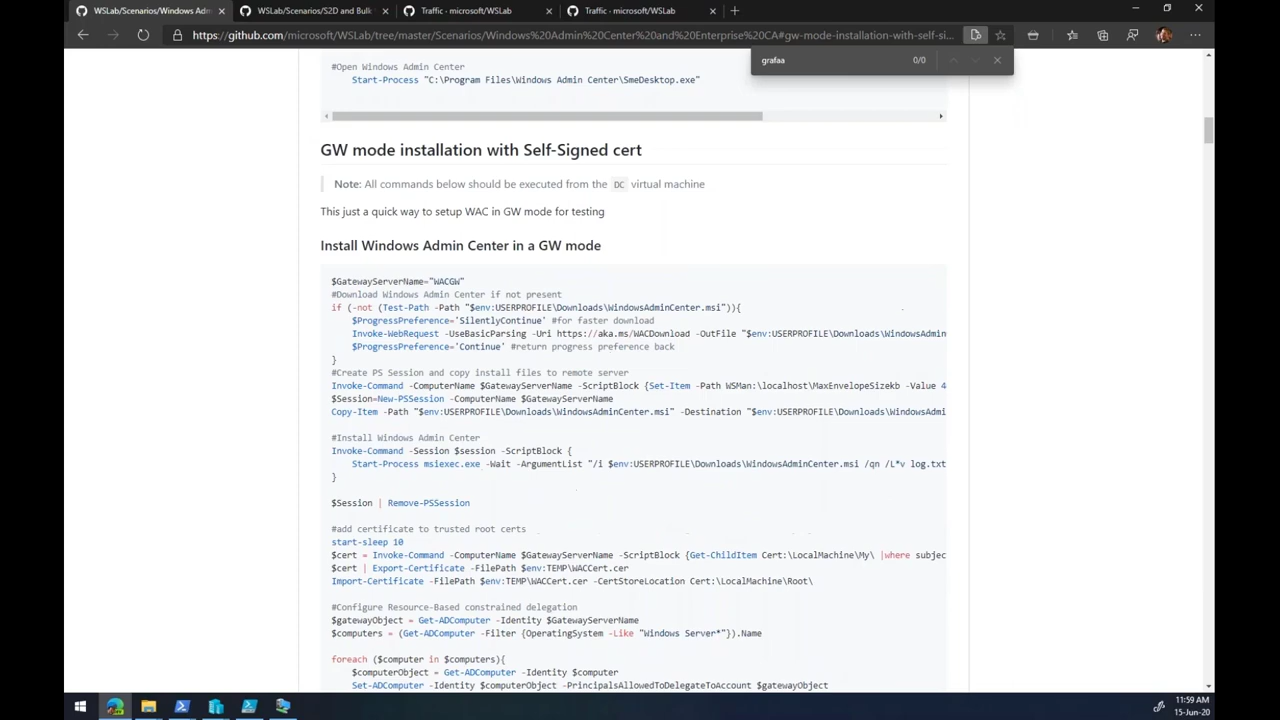 WSLab/Scenarios/Windows Adm
WSLab/Scenarios/S2D and Bulk
Traffic · microsoft/WSLab
Traffic · microsoft/WSLab
https://github.com/microsoft/WSLab/tree/master/Scenarios/Windows%20Admin%20Center%20and%20Enterprise%20CA#gw-mode-installation-with-self-si...
grafaa
0/0
#Open Windows Admin Center
Start-Process "C:\Program Files\Windows Admin Center\SmeDesktop.exe"
GW mode installation with Self-Signed cert
Note: All commands below should be executed from the DC virtual machine
This just a quick way to setup WAC in GW mode for testing
Install Windows Admin Center in a GW mode
$GatewayServerName="WACGW"
#Download Windows Admin Center if not present
if (-not (Test-Path -Path "$env:USERPROFILE\Downloads\WindowsAdminCenter.msi")){
$ProgressPreference='SilentlyContinue' #for faster download
Invoke-WebRequest -UseBasicParsing -Uri https://aka.ms/WACDownload -OutFile "$env:USERPROFILE\Downloads\WindowsAdmin
$ProgressPreference='Continue' #return progress preference back
}
#Create PS Session and copy install files to remote server
Invoke-Command -ComputerName $GatewayServerName -ScriptBlock {Set-Item -Path WSMan:\localhost\MaxEnvelopeSizekb -Value 4
$Session=New-PSSession -ComputerName $GatewayServerName
Copy-Item -Path "$env:USERPROFILE\Downloads\WindowsAdminCenter.msi" -Destination "$env:USERPROFILE\Downloads\WindowsAdmi
#Install Windows Admin Center
Invoke-Command -Session $session -ScriptBlock {
Start-Process msiexec.exe -Wait -ArgumentList "/i $env:USERPROFILE\Downloads\WindowsAdminCenter.msi /qn /L*v log.txt
}
$Session | Remove-PSSession
#add certificate to trusted root certs
start-sleep 10
$cert = Invoke-Command -ComputerName $GatewayServerName -ScriptBlock {Get-ChildItem Cert:\LocalMachine\My\ |where subjec
$cert | Export-Certificate -FilePath $env:TEMP\WACCert.cer
Import-Certificate -FilePath $env:TEMP\WACCert.cer -CertStoreLocation Cert:\LocalMachine\Root\
#Configure Resource-Based constrained delegation
$gatewayObject = Get-ADComputer -Identity $GatewayServerName
$computers = (Get-ADComputer -Filter {OperatingSystem -Like "Windows Server*"}).Name
foreach ($computer in $computers){
$computerObject = Get-ADComputer -Identity $computer
Set-ADComputer -Identity $computerObject -PrincipalsAllowedToDelegateToAccount $gatewayObject
11:59 AM
15-Jun-20